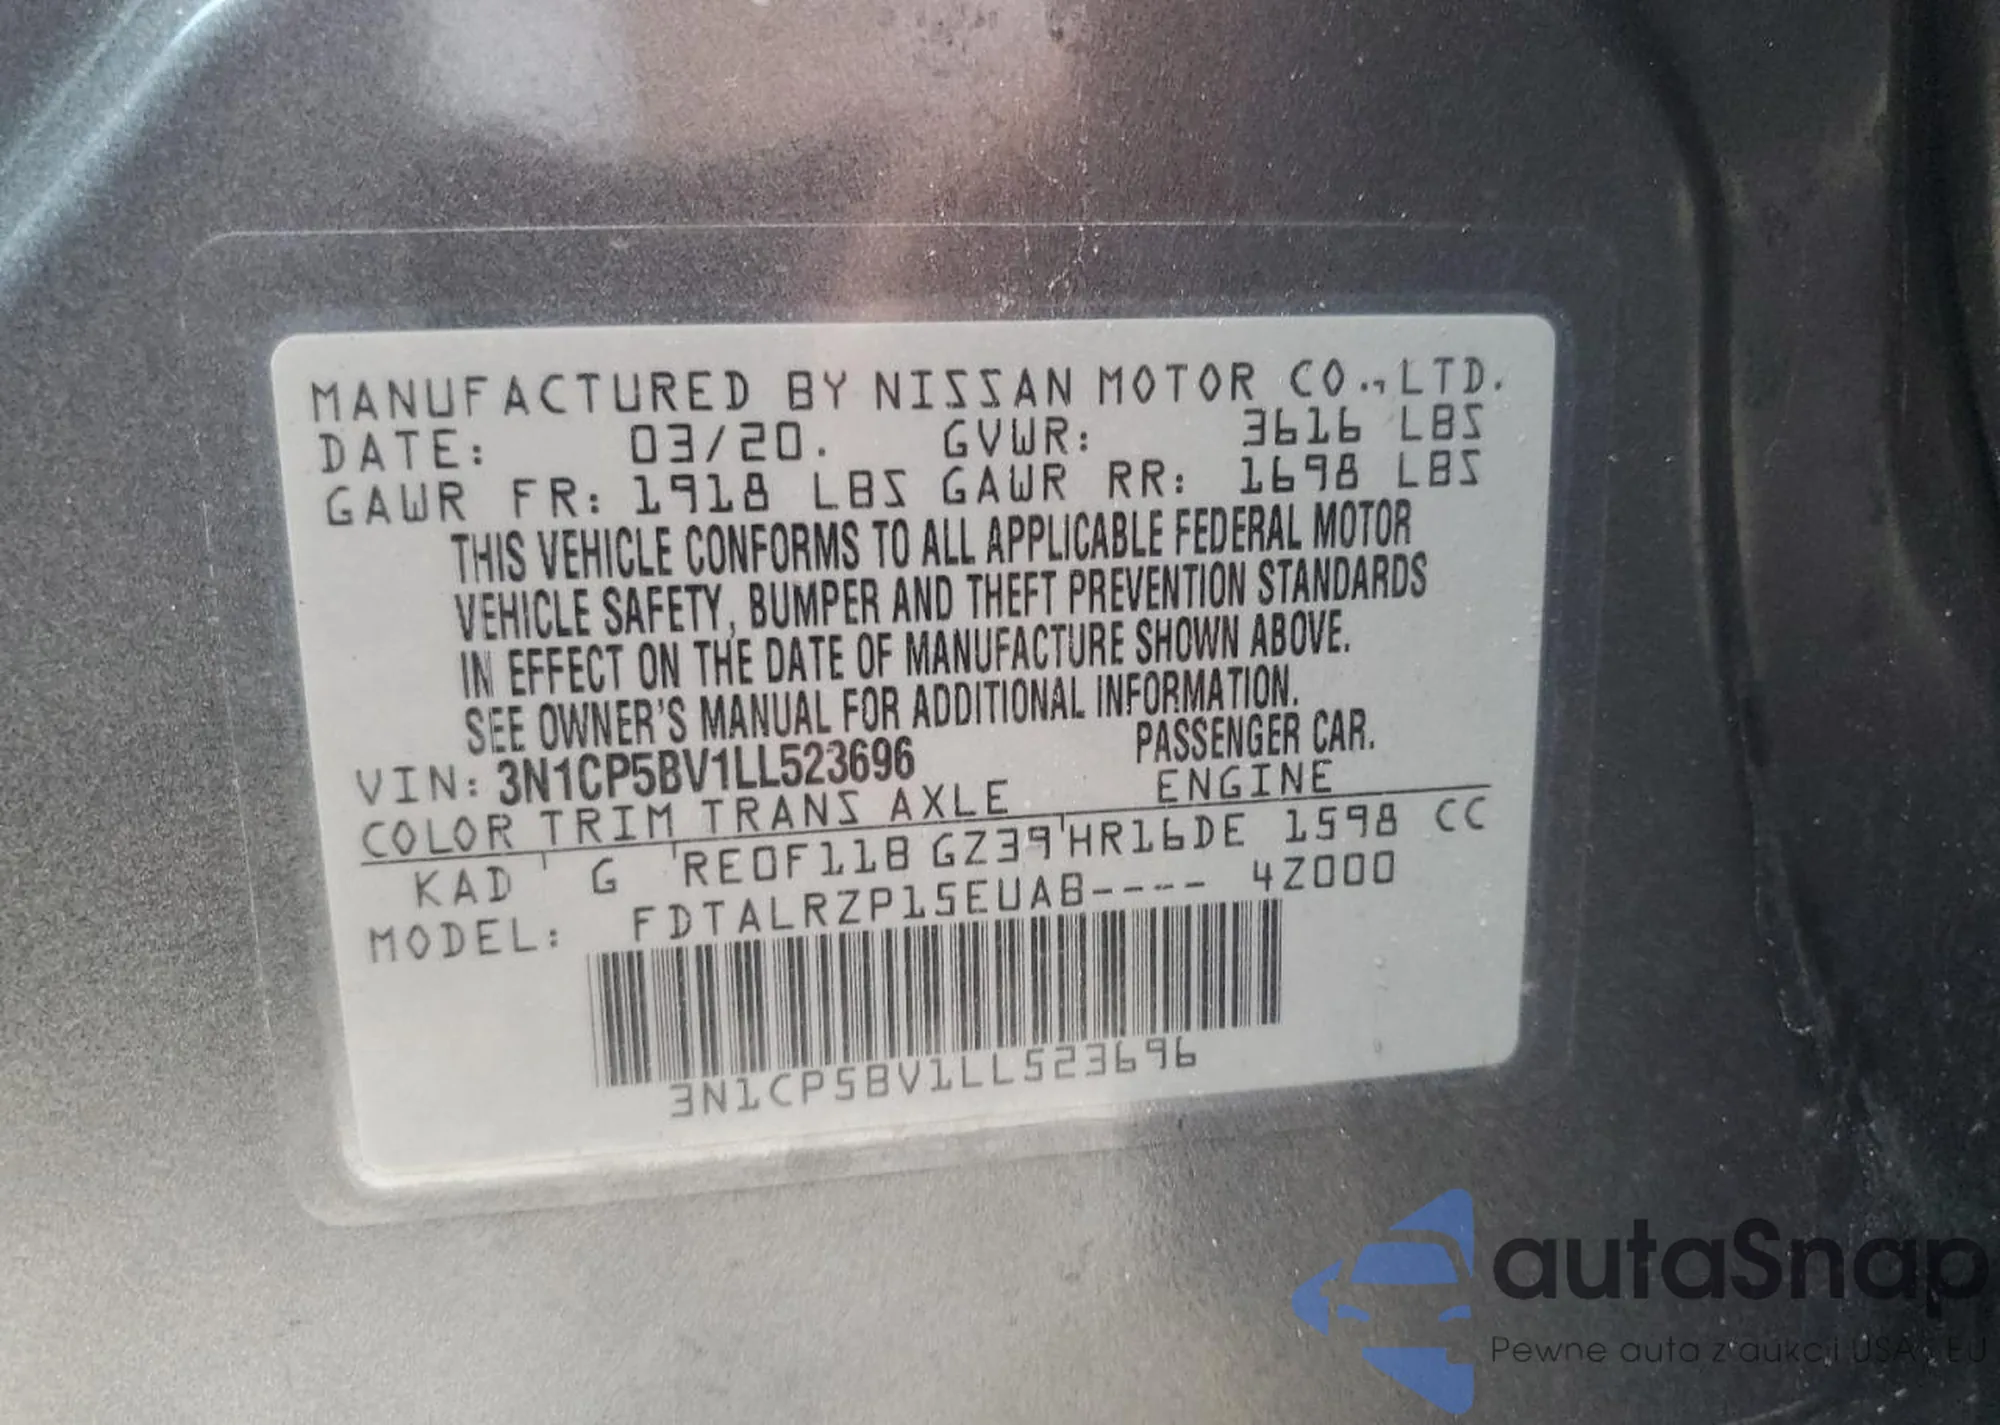 MANUFACTURED BY NISSAN MOTOR CO., LTD.
DATE: 03/20. GVWR: 3616 LBS
GAWR FR: 1918 LBS GAWR RR: 1698 LBS
THIS VEHICLE CONFORMS TO ALL APPLICABLE FEDERAL MOTOR
VEHICLE SAFETY, BUMPER AND THEFT PREVENTION STANDARDS
IN EFFECT ON THE DATE OF MANUFACTURE SHOWN ABOVE.
SEE OWNER'S MANUAL FOR ADDITIONAL INFORMATION.
VIN: 3N1CP5BV1LL523696 PASSENGER CAR.
COLOR TRIM TRANS AXLE ENGINE
KAD G RE0F11B GZ39 HR16DE 1598 CC
MODEL: FDTALRZP15EUAB---- 4Z000
3N1CP5BV1LL523696
autaSnap
Pewne auta z aukcji USA i EU